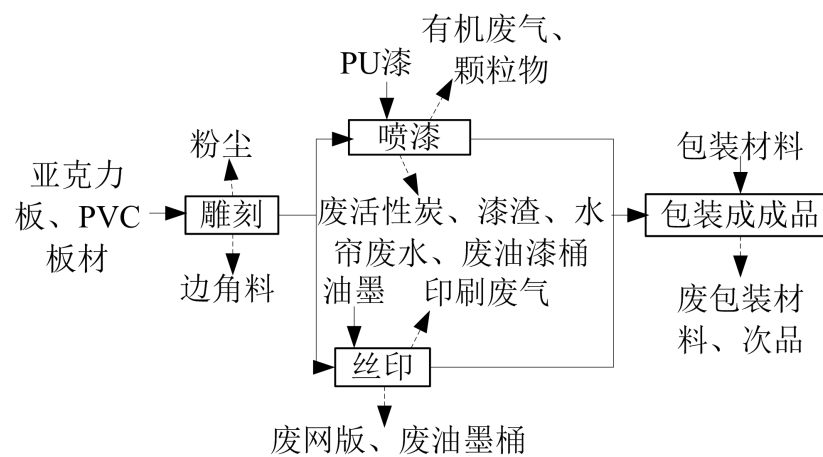 有机废气、
颗粒物
PU漆
喷漆
粉尘
亚克力
板、PVC
板材
雕刻
边角料
废活性炭、漆渣、水
帘废水、废油漆桶
油墨
印刷废气
丝印
废网版、废油墨桶
包装材料
包装成成品
废包装材
料、次品